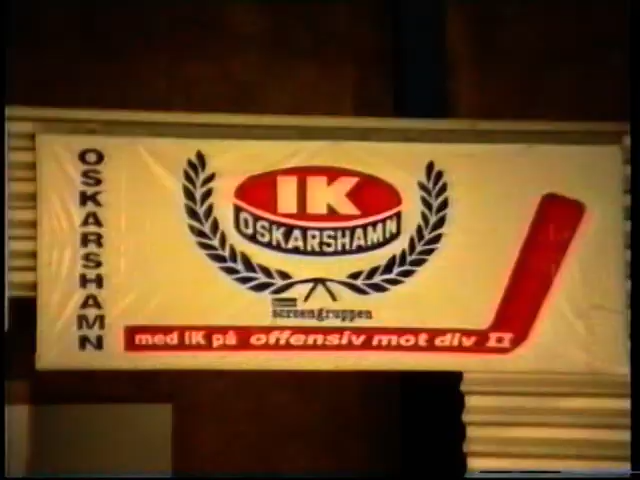 OSKARSHAMN
IK
OSKARSHAMN
screengruppen
med IK på offensiv mot div II